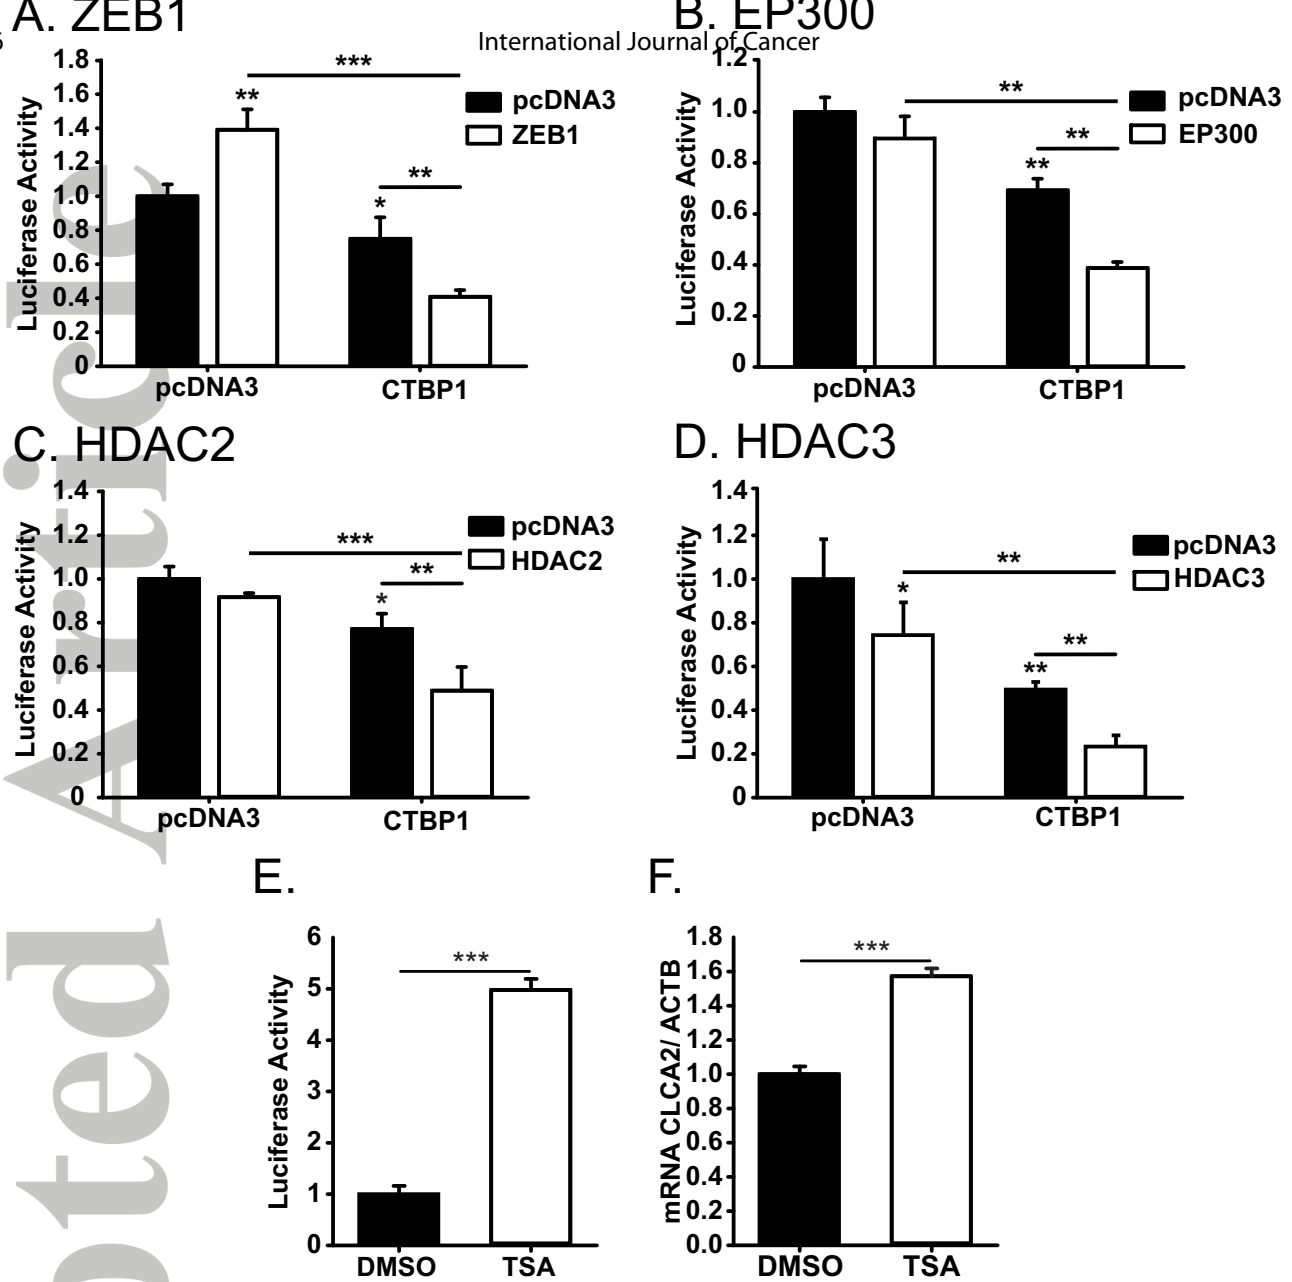 A. ZEB1
B. EP300
International Journal of Cancer
Luciferase Activity
1.8
1.6
1.4
1.2
1.0
0.8
0.6
0.4
0.2
0
***
**
**
*
pcDNA3
ZEB1
pcDNA3
CTBP1
Luciferase Activity
1.2
1.0
0.8
0.6
0.4
0.2
0
**
**
**
pcDNA3
EP300
pcDNA3
CTBP1
C. HDAC2
D. HDAC3
Luciferase Activity
1.4
1.2
1.0
0.8
0.6
0.4
0.2
0
***
**
*
pcDNA3
HDAC2
pcDNA3
CTBP1
Luciferase Activity
1.4
1.2
1.0
0.8
0.6
0.4
0.2
0
**
*
**
**
pcDNA3
HDAC3
pcDNA3
CTBP1
E.
F.
Luciferase Activity
6
5
4
3
2
1
0
***
DMSO
TSA
mRNA CLCA2/ ACTB
1.8
1.6
1.4
1.2
1.0
0.8
0.6
0.4
0.2
0.0
***
DMSO
TSA
Article